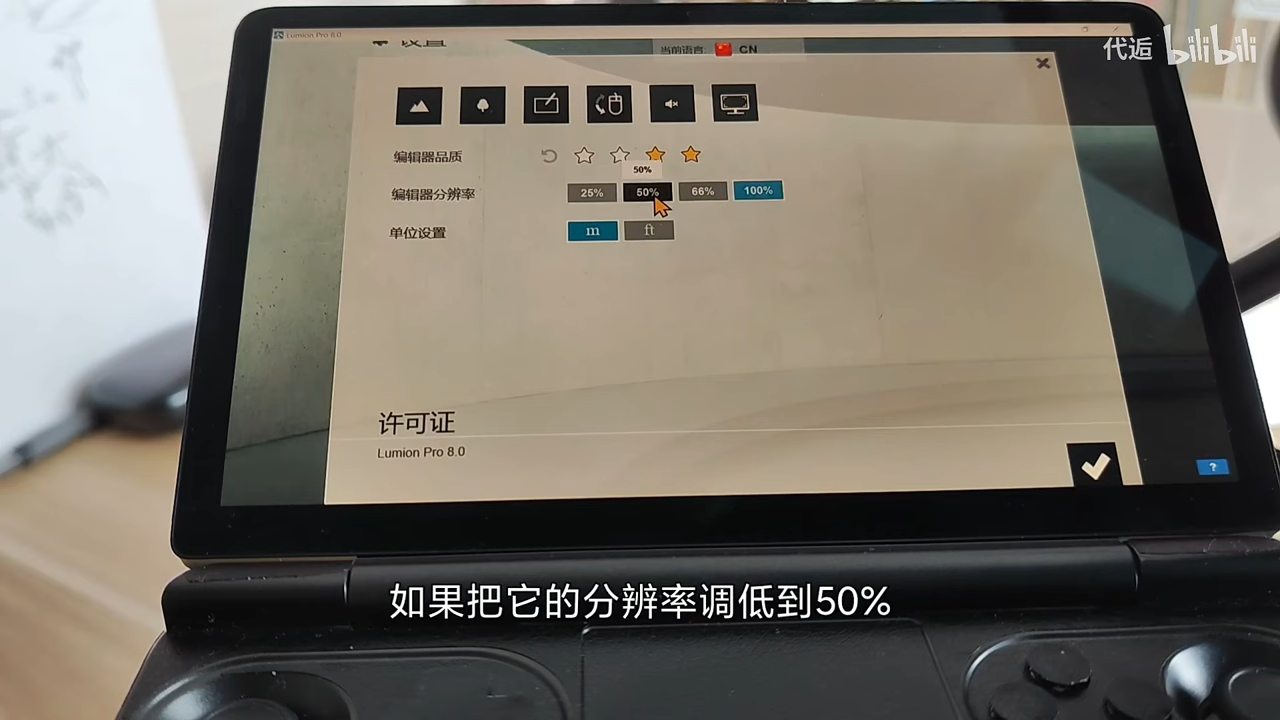 Lumion Pro 8.0
设置
当前语言: CN
代逅 bilibili
编辑器品质
50%
编辑器分辨率
25% 50% 66% 100%
单位设置
m ft
许可证
Lumion Pro 8.0
?
如果把它的分辨率调低到50%